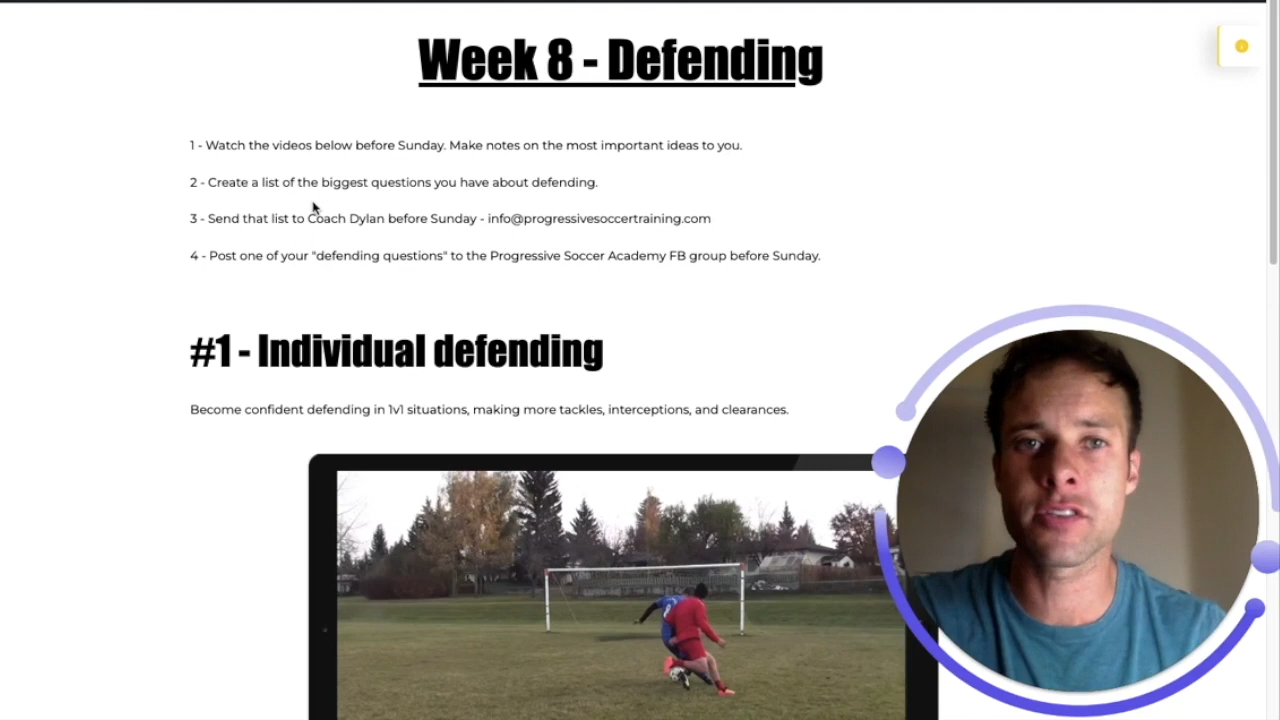 Week 8 - Defending
1 - Watch the videos below before Sunday. Make notes on the most important ideas to you.
2 - Create a list of the biggest questions you have about defending.
3 - Send that list to Coach Dylan before Sunday - info@progressivesoccertraining.com
4 - Post one of your "defending questions" to the Progressive Soccer Academy FB group before Sunday.
#1 - Individual defending
Become confident defending in 1v1 situations, making more tackles, interceptions, and clearances.